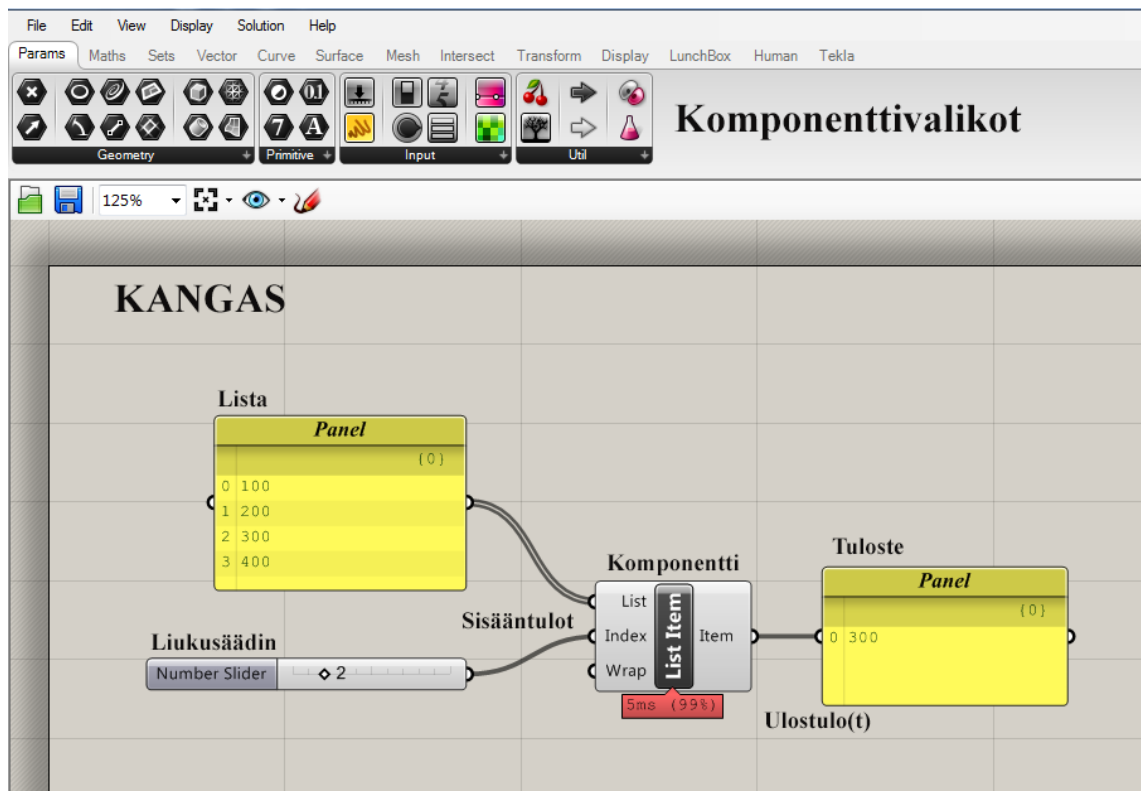 File Edit View Display Solution Help
Params Maths Sets Vector Curve Surface Mesh Intersect Transform Display LunchBox Human Tekla
Komponenttivalikot
Geometry Primitive Input Util
125%
KANGAS
Lista
Panel
{0}
0 100
1 200
2 300
3 400
Liukusäädin
Number Slider 2
Sisääntulot
Komponentti
List
Index
Wrap
List Item
Item
5ms (99%)
Tuloste
Panel
{0}
0 300
Ulostulo(t)